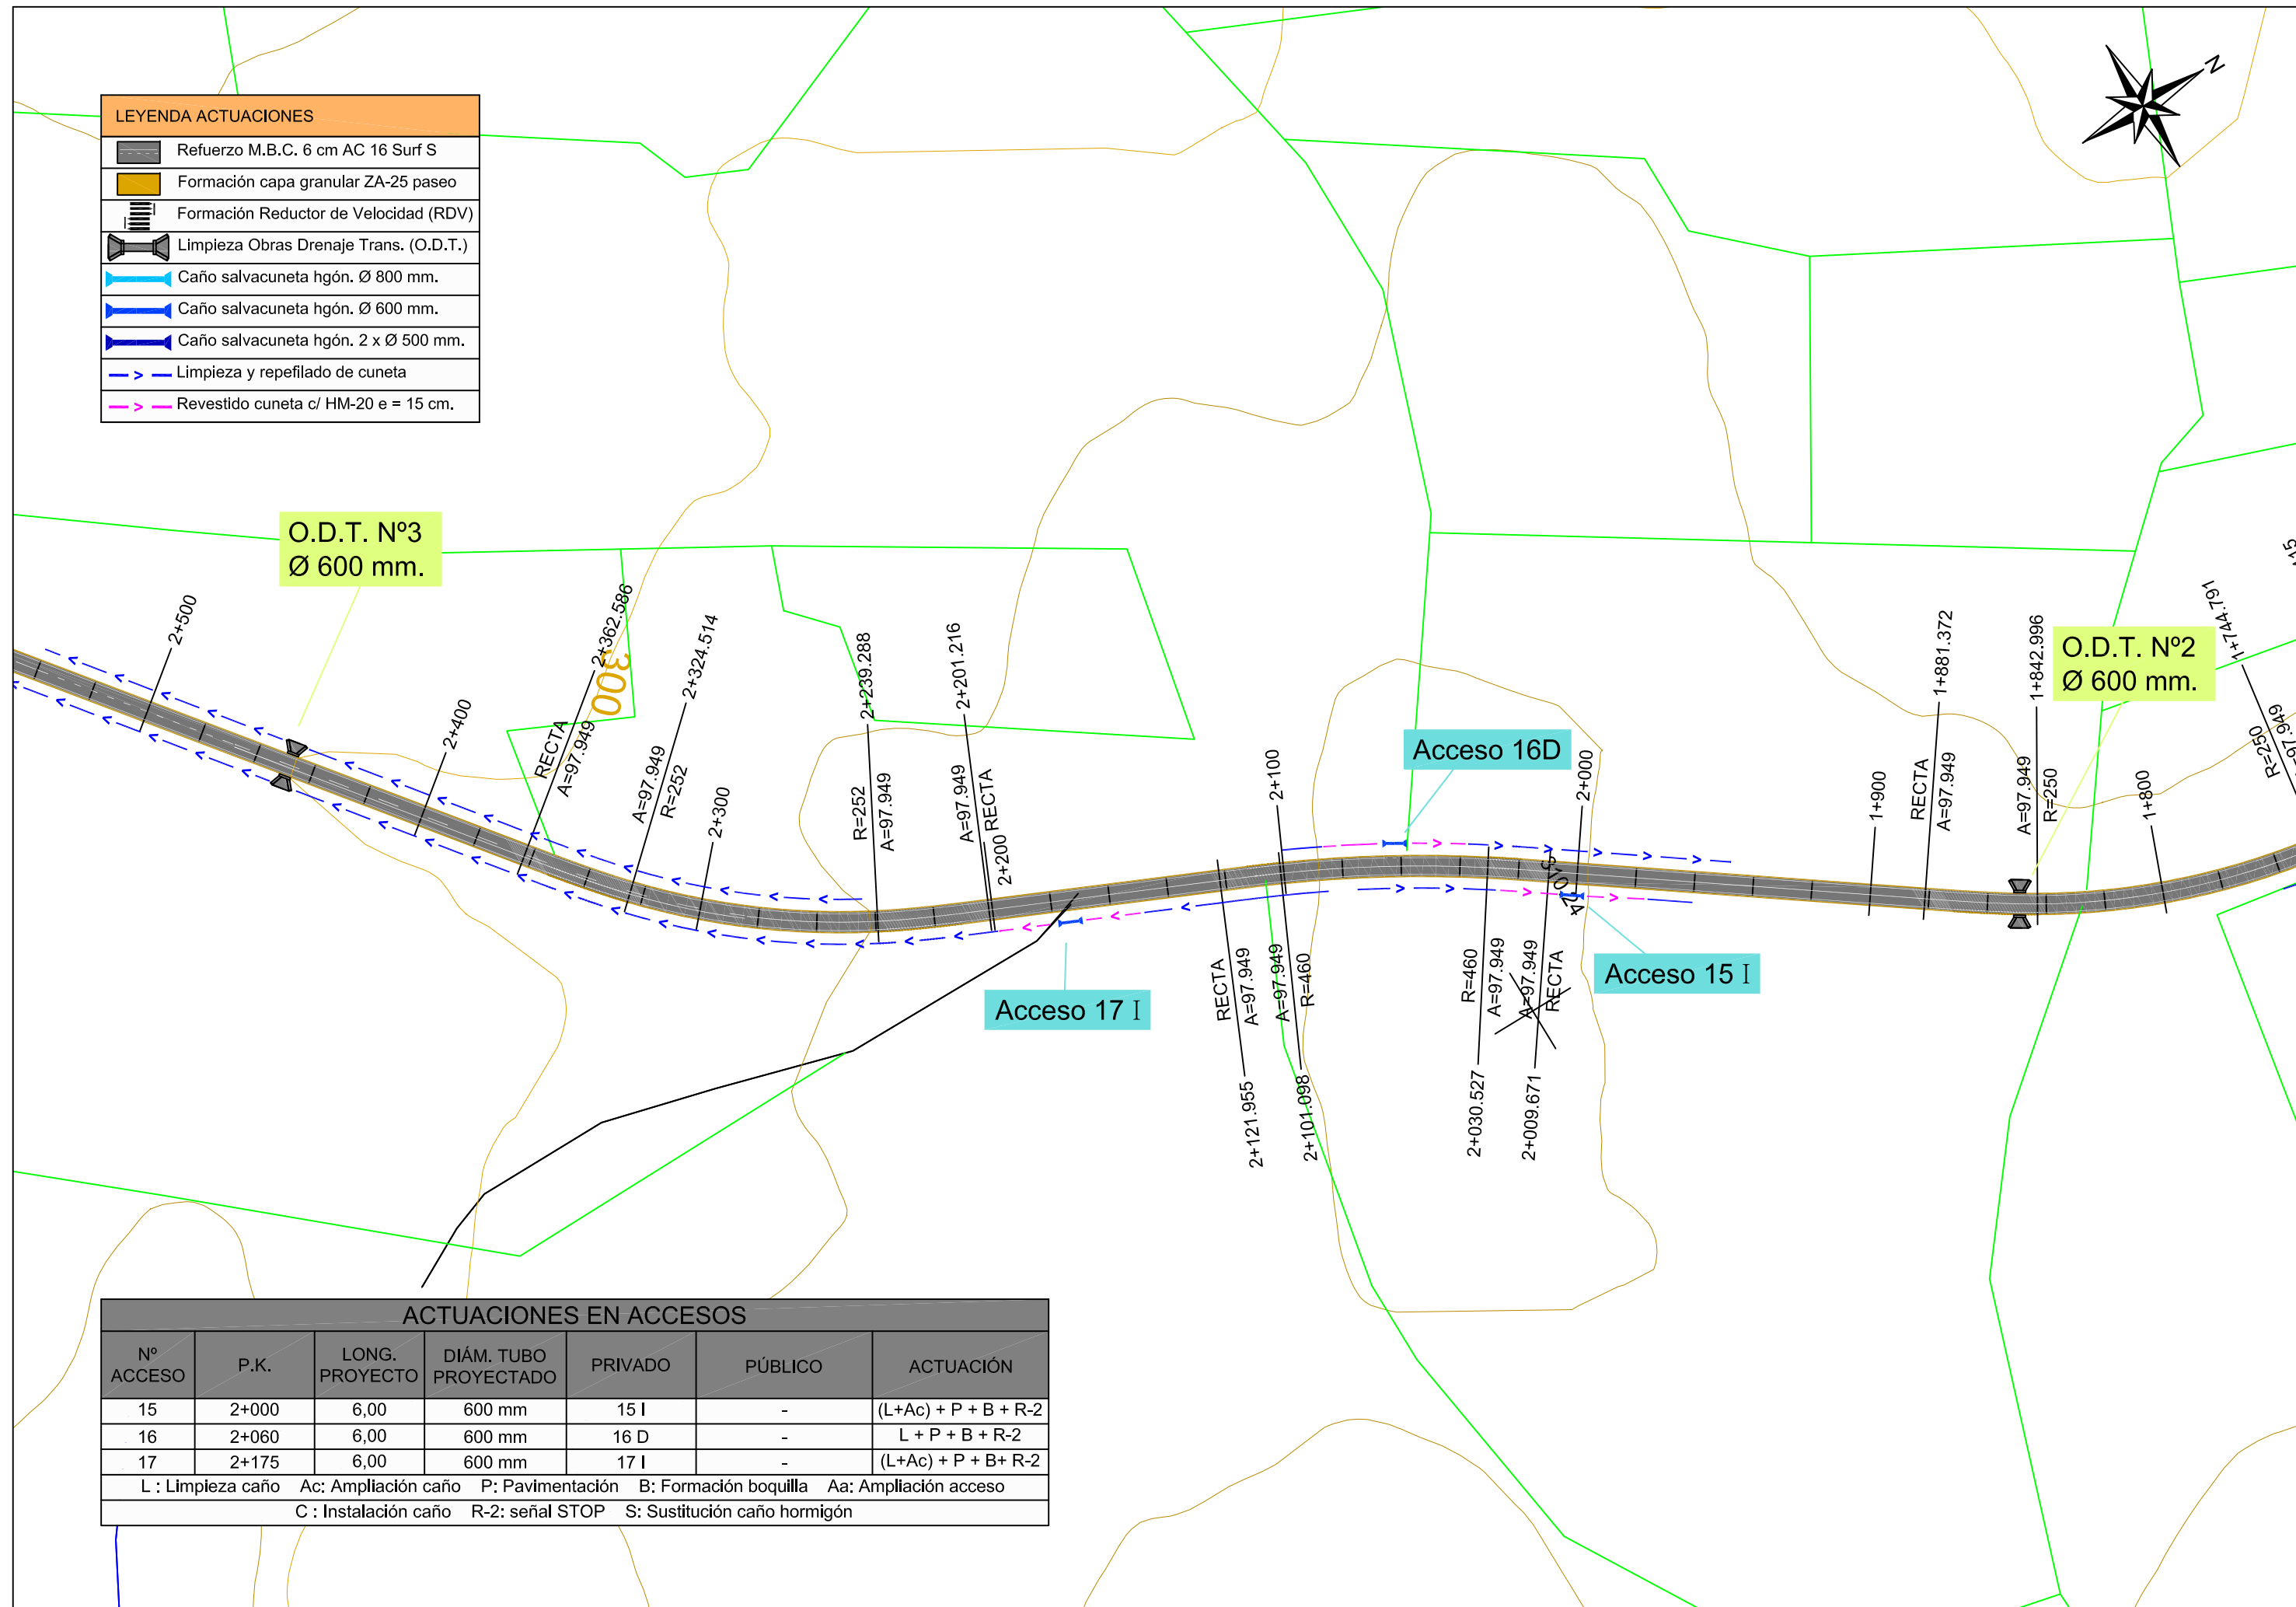 N
LEYENDA ACTUACIONES
Refuerzo M.B.C. 6 cm AC 16 Surf S
Formación capa granular ZA-25 paseo
Formación Reductor de Velocidad (RDV)
Limpieza Obras Drenaje Trans. (O.D.T.)
Caño salvacuneta hgón. Ø 800 mm.
Caño salvacuneta hgón. Ø 600 mm.
Caño salvacuneta hgón. 2 x Ø 500 mm.
Limpieza y repefilado de cuneta
Revestido cuneta c/ HM-20 e = 15 cm.
O.D.T. Nº3
Ø 600 mm.
2+500
2+400
RECTA
A=97.949
2+362.586
300
A=97.949
R=252
2+324.514
2+300
R=252
A=97.949
2+239.288
A=97.949
RECTA
2+201.216
2+200
2+100
Acceso 16D
2+000
1+900
RECTA
A=97.949
1+881.372
A=97.949
R=250
1+842.996
O.D.T. Nº2
Ø 600 mm.
1+800
1+744.791
R=250
Acceso 17 I
RECTA
A=97.949
2+121.955
A=97.949
R=460
2+101.098
R=460
A=97.949
2+030.527
A=97.949
RECTA
2+009.671
Acceso 15 I
ACTUACIONES EN ACCESOS
Nº ACCESO P.K. LONG. PROYECTO DIÁM. TUBO PROYECTADO PRIVADO PÚBLICO ACTUACIÓN
15 2+000 6,00 600 mm 15 I - (L+Ac) + P + B + R-2
16 2+060 6,00 600 mm 16 D - L + P + B + R-2
17 2+175 6,00 600 mm 17 I - (L+Ac) + P + B+ R-2
L : Limpieza caño Ac: Ampliación caño P: Pavimentación B: Formación boquilla Aa: Ampliación acceso
C : Instalación caño R-2: señal STOP S: Sustitución caño hormigón